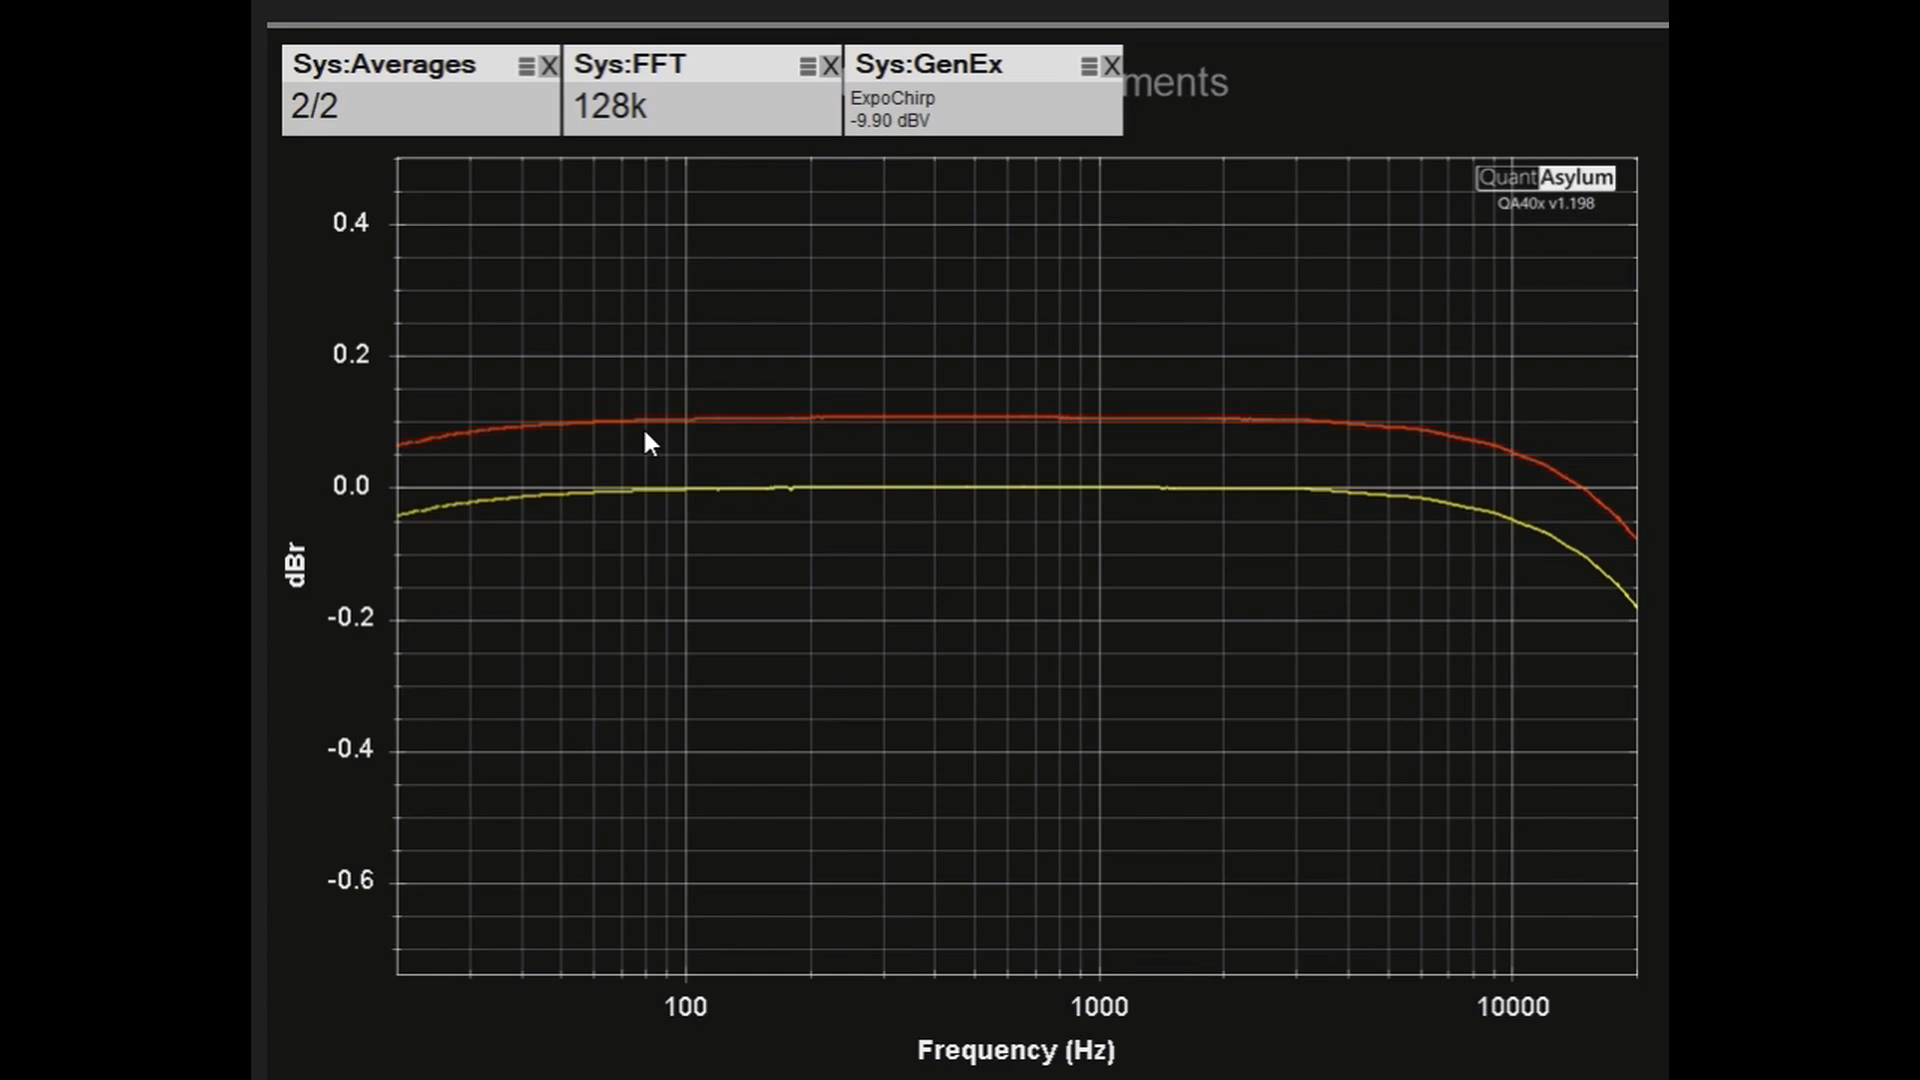 Sys:Averages
2/2
Sys:FFT
128k
Sys:GenEx
ExpoChirp
-9.90 dBV
ments
QuantAsylum
QA40x v1.198
0.4
0.2
0.0
-0.2
-0.4
-0.6
dBr
100
1000
10000
Frequency (Hz)